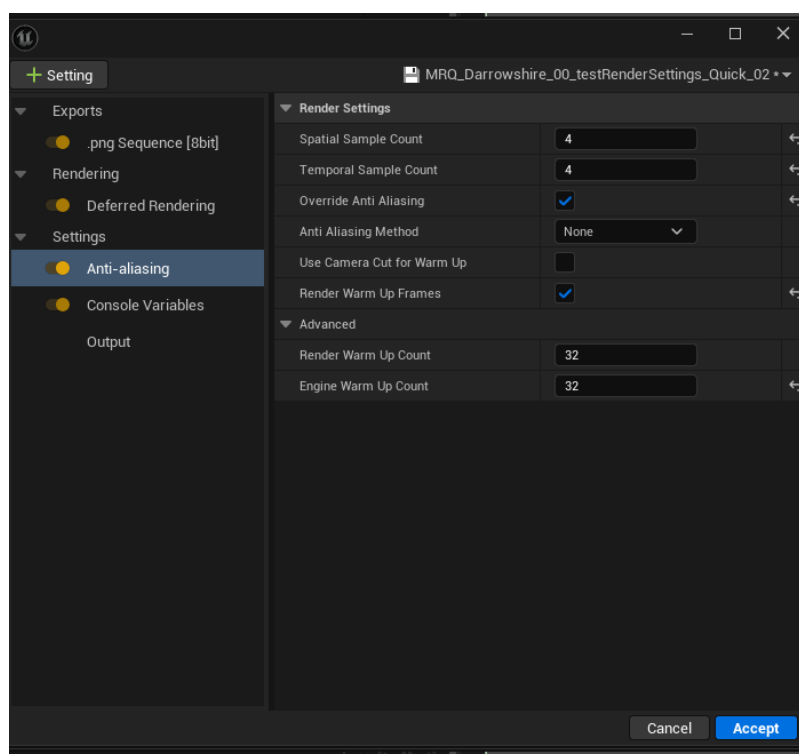 + Setting
MRQ_Darrowshire_00_testRenderSettings_Quick_02 *
Exports
.png Sequence [8bit]
Rendering
Deferred Rendering
Settings
Anti-aliasing
Console Variables
Output
Render Settings
Spatial Sample Count 4
Temporal Sample Count 4
Override Anti Aliasing
Anti Aliasing Method None
Use Camera Cut for Warm Up
Render Warm Up Frames
Advanced
Render Warm Up Count 32
Engine Warm Up Count 32
Cancel Accept